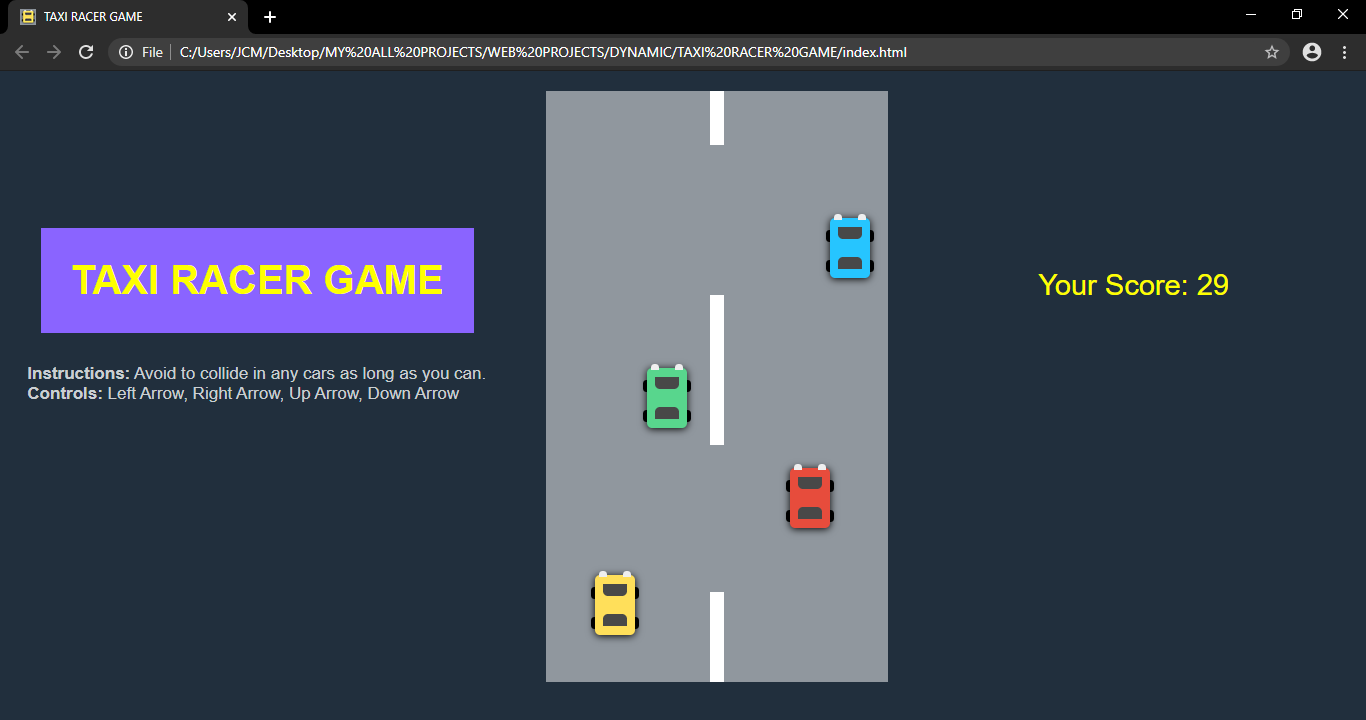 TAXI RACER GAME
File C:/Users/JCM/Desktop/MY%20ALL%20PROJECTS/WEB%20PROJECTS/DYNAMIC/TAXI%20RACER%20GAME/index.html
TAXI RACER GAME
Your Score: 29
Instructions: Avoid to collide in any cars as long as you can.
Controls: Left Arrow, Right Arrow, Up Arrow, Down Arrow